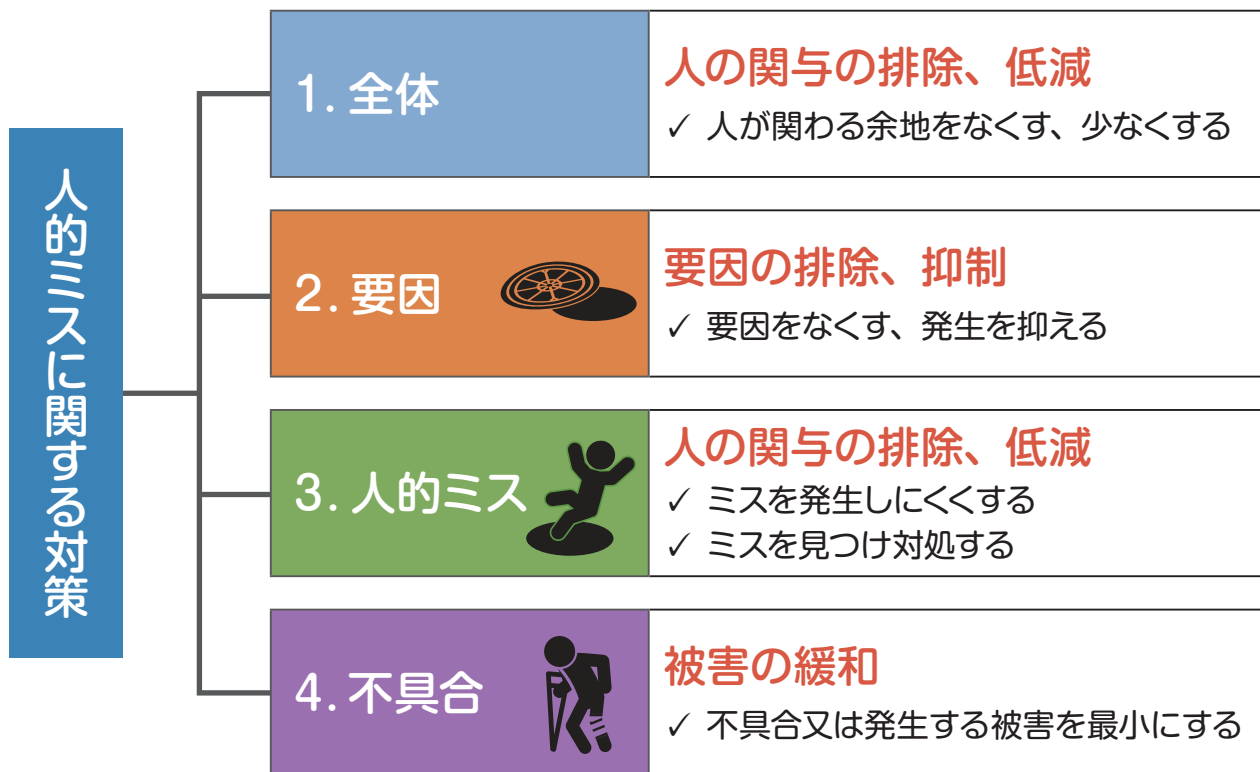 人的ミスに関する対策
1. 全体
人の関与の排除、低減
✓ 人が関わる余地をなくす、少なくする
2. 要因
要因の排除、抑制
✓ 要因をなくす、発生を抑える
3. 人的ミス
人の関与の排除、低減
✓ ミスを発生しにくくする
✓ ミスを見つけ対処する
4. 不具合
被害の緩和
✓ 不具合又は発生する被害を最小にする